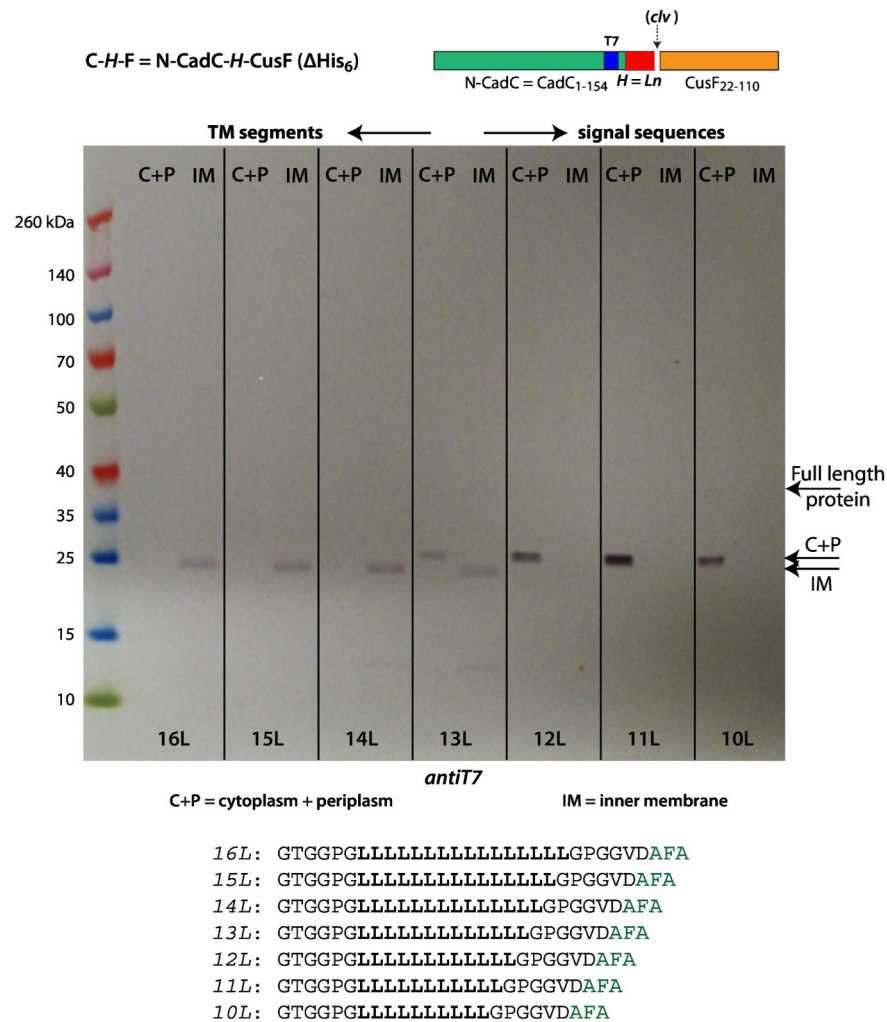 (clv)
C-H-F = N-CadC-H-CusF (ΔHis6)
T7
N-CadC = CadC1-154 H = Ln CusF22-110
TM segments signal sequences
C+P IM C+P IM C+P IM C+P IM C+P IM C+P IM C+P IM
260 kDa
140
100
70
50
40
Full length
protein
35
C+P
25
IM
15
10
16L 15L 14L 13L 12L 11L 10L
antiT7
C+P = cytoplasm + periplasm IM = inner membrane
16L: GTGGPGLLLLLLLLLLLLLLLLGPGGVDAFA
15L: GTGGPGLLLLLLLLLLLLLLLGPGGVDAFA
14L: GTGGPGLLLLLLLLLLLLLLGPGGVDAFA
13L: GTGGPGLLLLLLLLLLLLLGPGGVDAFA
12L: GTGGPGLLLLLLLLLLLLGPGGVDAFA
11L: GTGGPGLLLLLLLLLLLGPGGVDAFA
10L: GTGGPGLLLLLLLLLLGPGGVDAFA